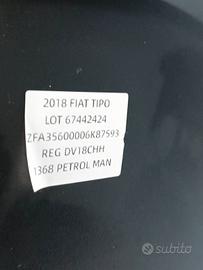 2018 FIAT TIPO
LOT 67442424
ZFA35600006K87593
REG DV18CHH
1368 PETROL MAN
subito